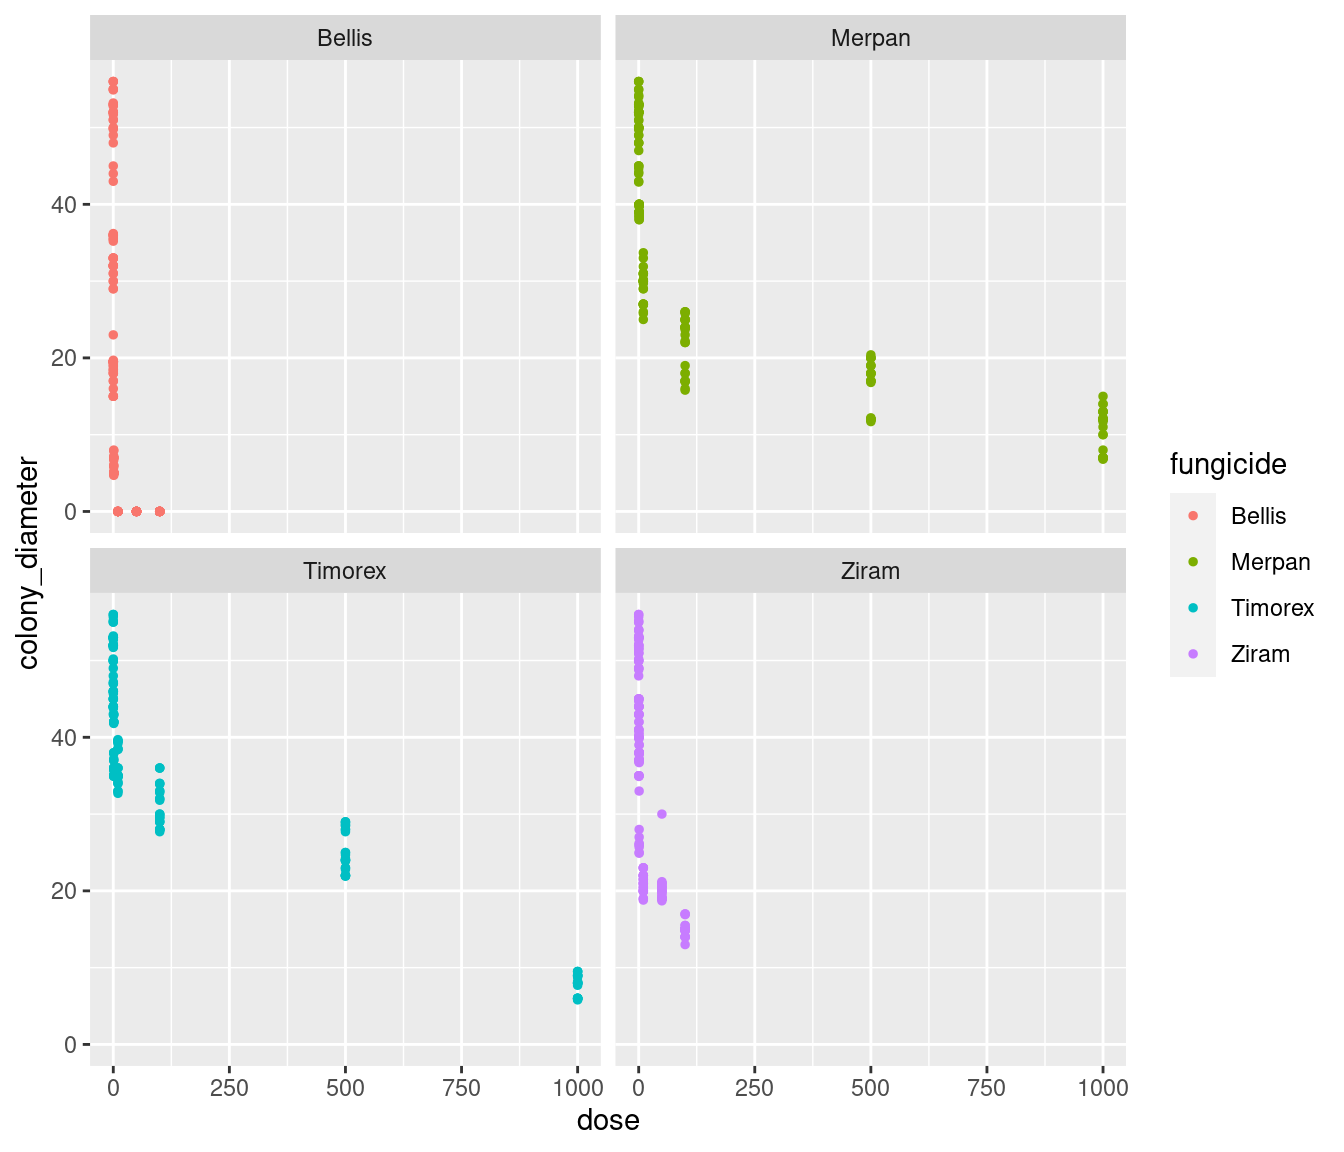 Bellis Merpan
40
20
0
Timorex Ziram
40
20
0
0 250 500 750 1000 0 250 500 750 1000
dose
colony_diameter
fungicide
Bellis
Merpan
Timorex
Ziram